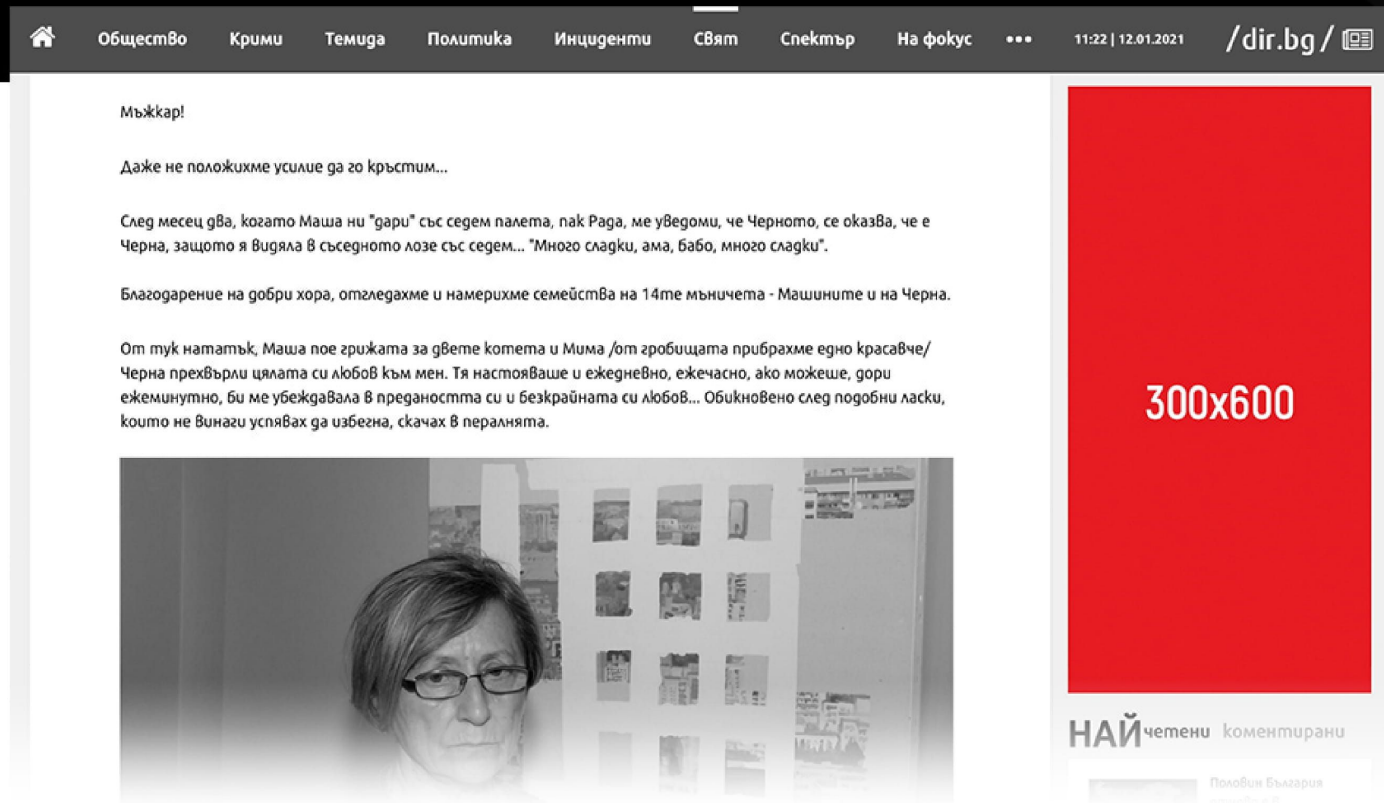 Общество Крими Темида Политика Инциденти Свят Спектър На фокус ••• 11:22 | 12.01.2021 /dir.bg/
Мъжкар!
Даже не положихме усилие да го кръстим...
След месец два, когато Маша ни "дари" със седем палета, пак Рада, ме уведоми, че Черното, се оказва, че е
Черна, защото я видяла в съседното лозе със седем... "Много сладки, ама, бабо, много сладки".
Благодарение на добри хора, отгледахме и намерихме семейства на 14те мъничета - Машините и на Черна.
От тук нататък, Маша пое грижата за двете котета и Мима /от гробищата прибрахме едно красавче/
Черна прехвърли цялата си любов към мен. Тя настояваше и ежедневно, ежечасно, ако можеше, дори
ежеминутно, би ме убеждавала в предаността си и безкрайната си любов... Обикновено след подобни ласки,
които не винаги успявах да избегна, скачах в пералнята.
300x600
НАЙ четени коментирани
Половин България